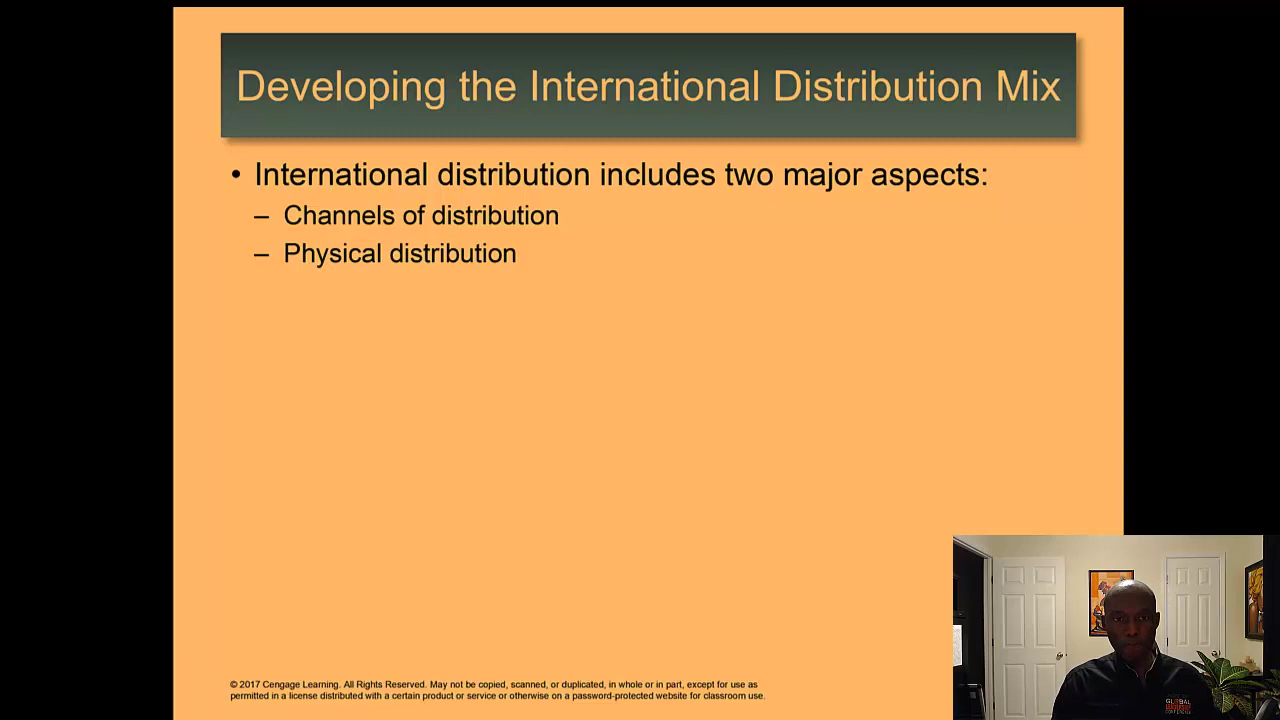 Developing the International Distribution Mix
• International distribution includes two major aspects:
– Channels of distribution
– Physical distribution
© 2017 Cengage Learning. All Rights Reserved. May not be copied, scanned, or duplicated, in whole or in part, except for use as
permitted in a license distributed with a certain product or service or otherwise on a password-protected website for classroom use.
GLOBAL